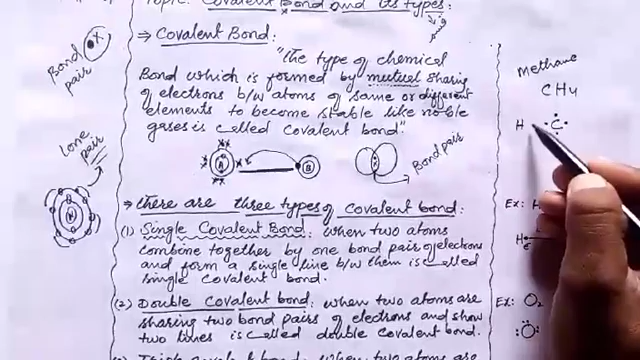 Topic: Covalent Bond and its types:
⇒ Covalent Bond:
"The type of chemical
Bond which is formed by mutual sharing
of electrons b/w atoms of same or different
elements to become stable like noble
gases is called covalent bond"
Bond pair
lone pair
A
B
Bond pair
N
⇒ There are three types of covalent bond:
(1) Single Covalent Bond: when two atoms
combine together by one bond pair of electrons
and form a single line b/w them is called
single covalent bond.
(2) Double covalent bond: when two atoms are
sharing two bond pairs of electrons and show
two lines is called double covalent bond.
when two atoms are
Methane
CH4
H C
Ex: H
H
Ex: O2
O